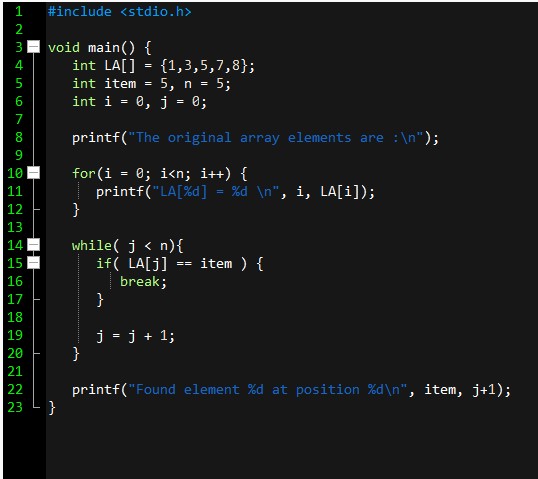 1 #include <stdio.h>
2
3 void main() {
4 int LA[] = {1,3,5,7,8};
5 int item = 5, n = 5;
6 int i = 0, j = 0;
7
8 printf("The original array elements are :\n");
9
10 for(i = 0; i<n; i++) {
11 printf("LA[%d] = %d \n", i, LA[i]);
12 }
13
14 while( j < n){
15 if( LA[j] == item ) {
16 break;
17 }
18
19 j = j + 1;
20 }
21
22 printf("Found element %d at position %d\n", item, j+1);
23 }